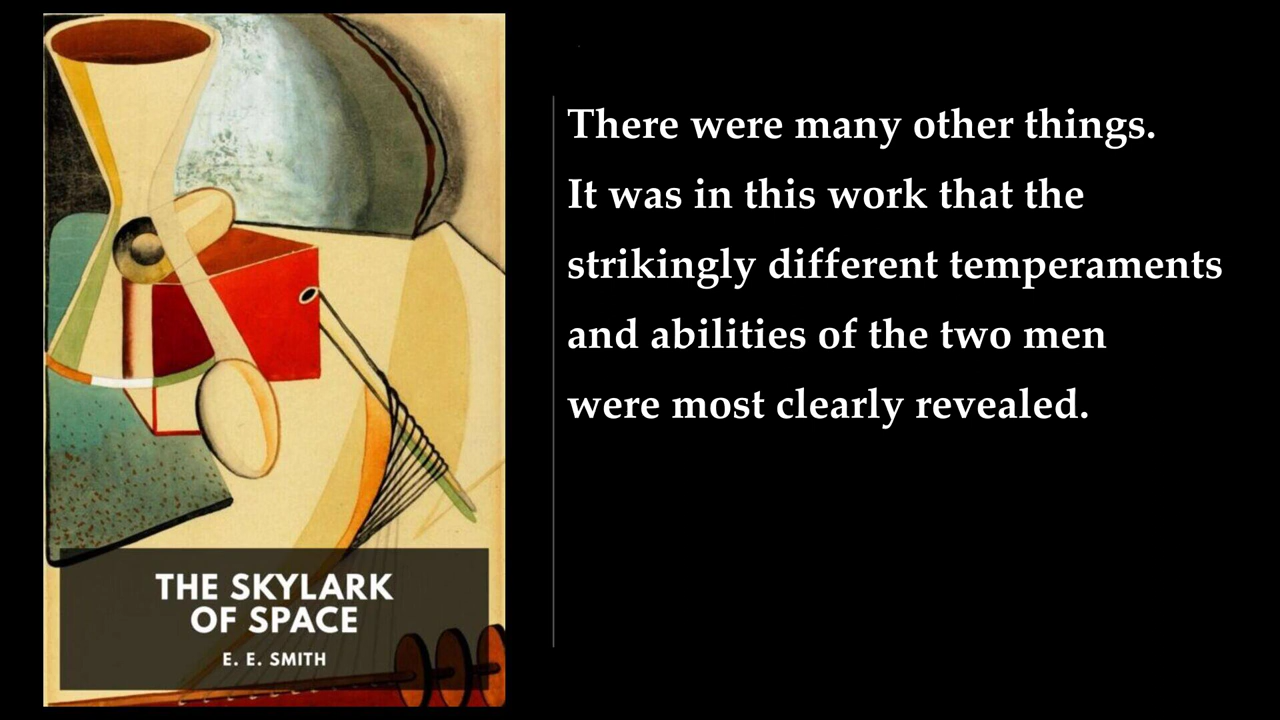 THE SKYLARK
OF SPACE
E. E. SMITH
There were many other things.
It was in this work that the
strikingly different temperaments
and abilities of the two men
were most clearly revealed.